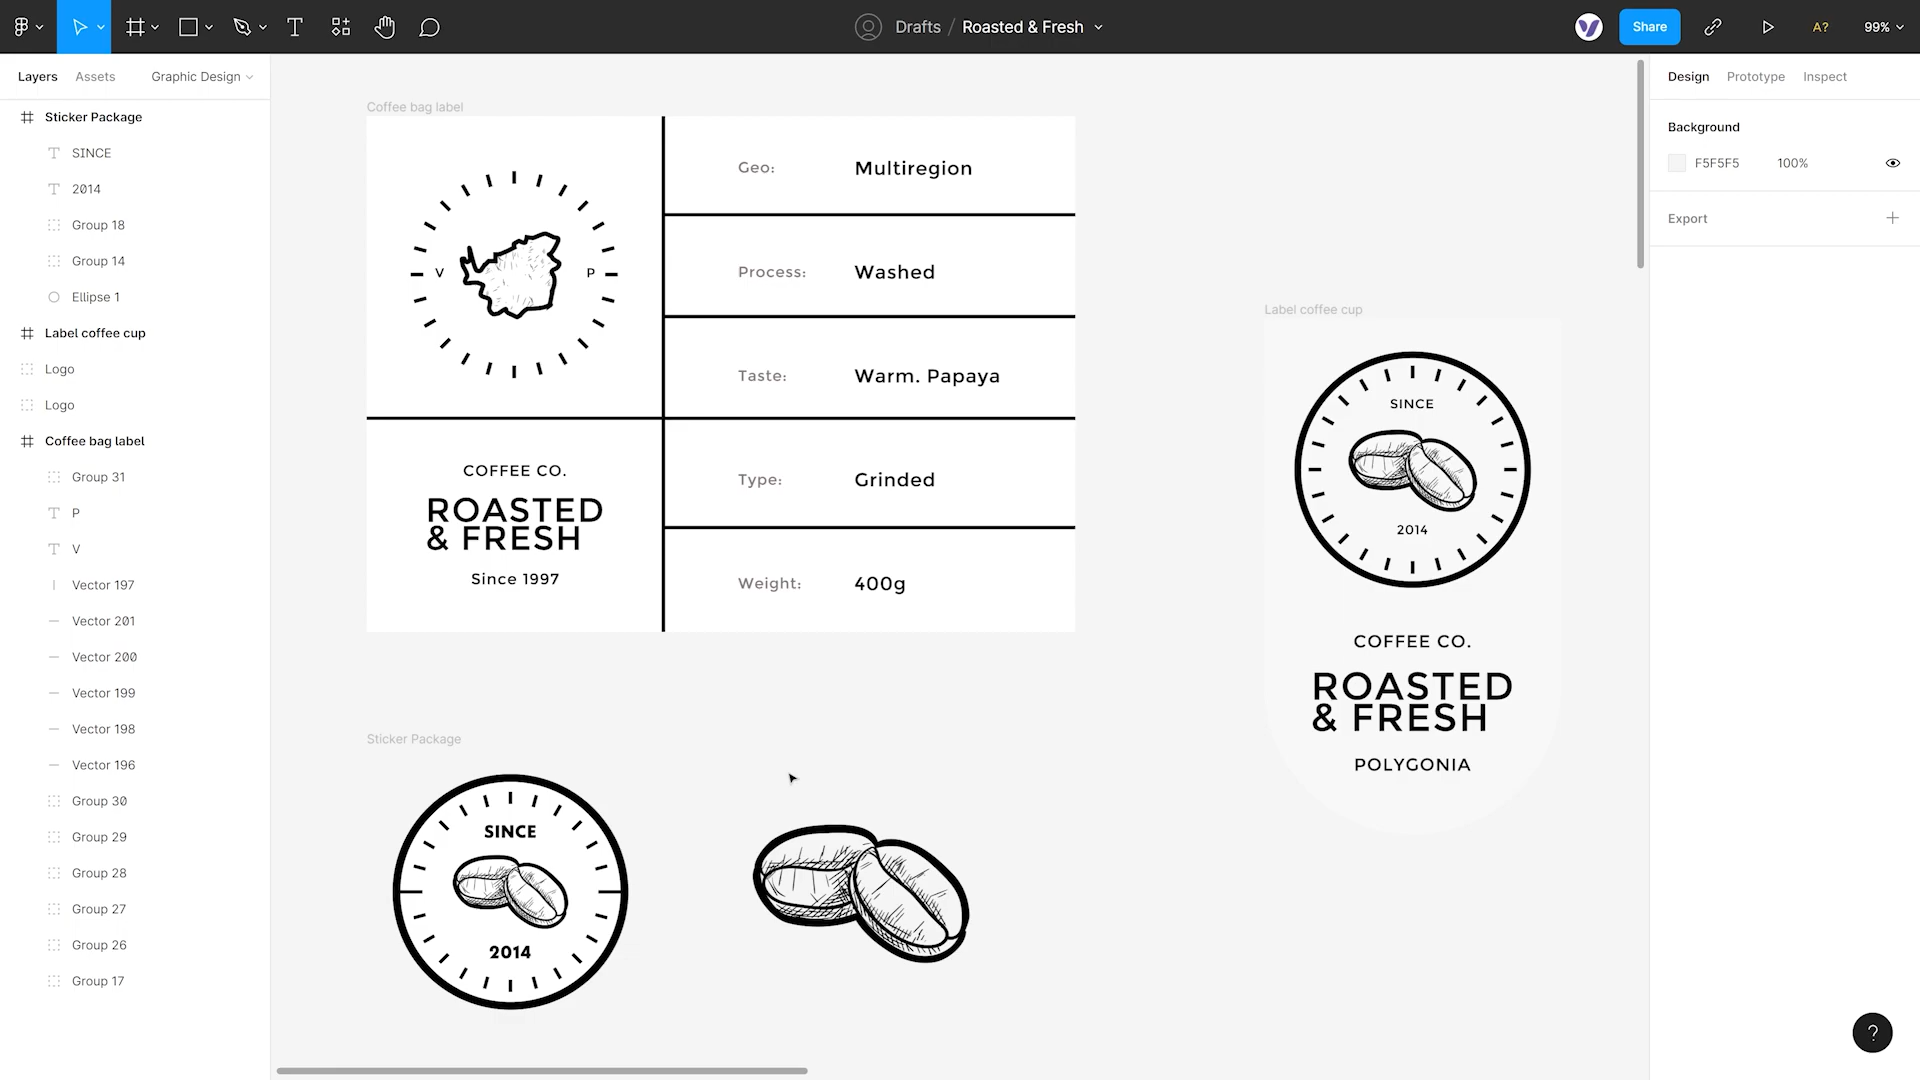 Drafts / Roasted & Fresh
Share
A?
99%
Layers
Assets
Graphic Design
Design
Prototype
Inspect
Sticker Package
SINCE
2014
Group 18
Group 14
Ellipse 1
Label coffee cup
Logo
Logo
Coffee bag label
Group 31
P
V
Vector 197
Vector 201
Vector 200
Vector 199
Vector 198
Vector 196
Group 30
Group 29
Group 28
Group 27
Group 26
Group 17
Coffee bag label
V P
COFFEE CO.
ROASTED
& FRESH
Since 1997
Geo: Multiregion
Process: Washed
Taste: Warm. Papaya
Type: Grinded
Weight: 400g
Sticker Package
SINCE
2014
Label coffee cup
SINCE
2014
COFFEE CO.
ROASTED
& FRESH
POLYGONIA
Background
F5F5F5 100%
Export
?